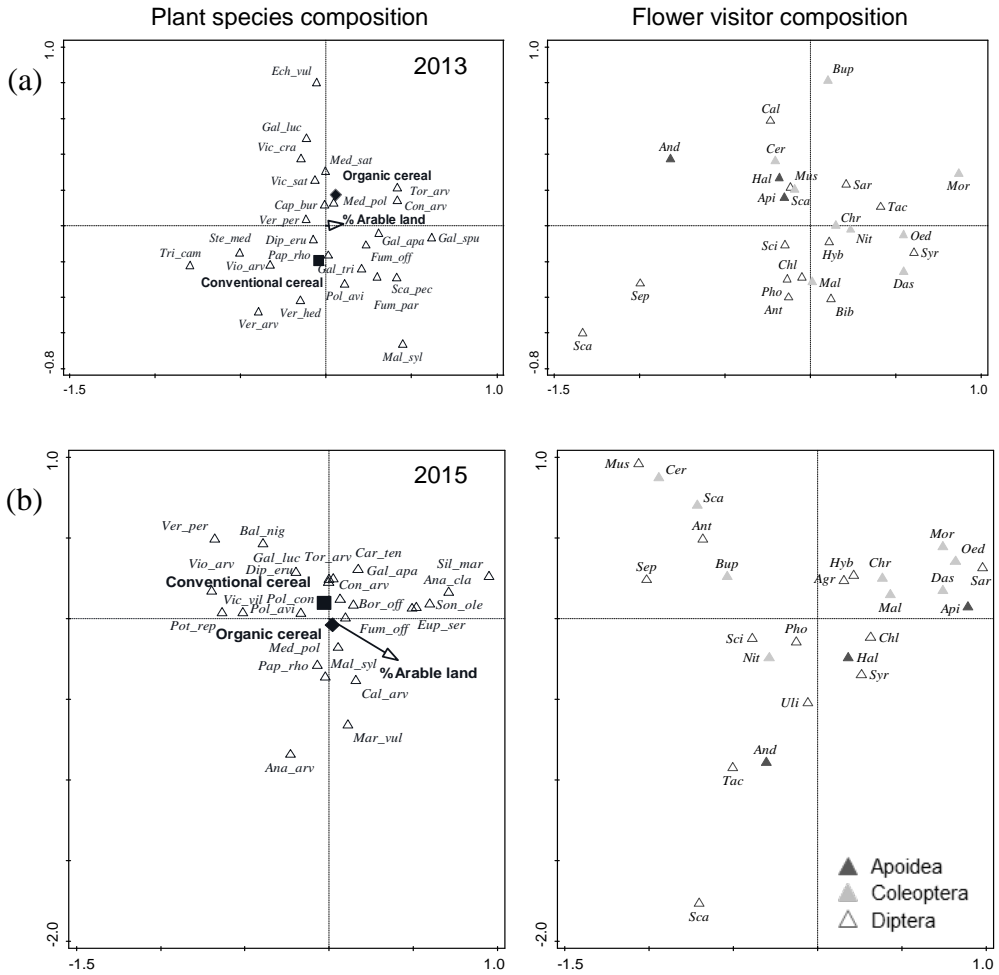 Plant species composition
Flower visitor composition
(a)
1.0
2013
Ech_vul
Gal_luc
Vic_cra
Med_sat
Organic cereal
Vic_sat
Tor_arv
Cap_bur
Med_pol
Con_arv
Ver_per
% Arable land
Ste_med
Dip_eru
Gal_apa
Gal_spu
Tri_cam
Vio_arv
Pap_rho
Fum_off
Gal_tri
Conventional cereal
Pol_avi
Sca_pec
Ver_hed
Fum_par
Ver_arv
Mal_syl
-0.8
-1.5
1.0
1.0
Bup
Cal
And
Cer
Hal
Mus
Sar
Mor
Api
Sca
Tac
Chr
Nit
Oed
Sci
Hyb
Syr
Chl
Mal
Das
Sep
Pho
Ant
Bib
Sca
-0.8
-1.5
1.0
(b)
1.0
2015
Ver_per
Bal_nig
Gal_luc
Tor_arv
Car_ten
Vio_arv
Dip_eru
Gal_apa
Sil_mar
Conventional cereal
Con_arv
Ana_cla
Vic_vil
Pol_con
Pol_avi
Bor_off
Son_ole
Pot_rep
Organic cereal
Fum_off
Eup_ser
Med_pol
Pap_rho
Mal_syl
%Arable land
Cal_arv
Mar_vul
Ana_arv
-2.0
-1.5
1.0
1.0
Mus
Cer
Sca
Ant
Mor
Sep
Bup
Hyb
Chr
Oed
Agr
Das
Sar
Mal
Api
Sci
Pho
Chl
Nit
Hal
Syr
Uli
And
Tac
Sca
Apoidea
Coleoptera
Diptera
-2.0
-1.5
1.0